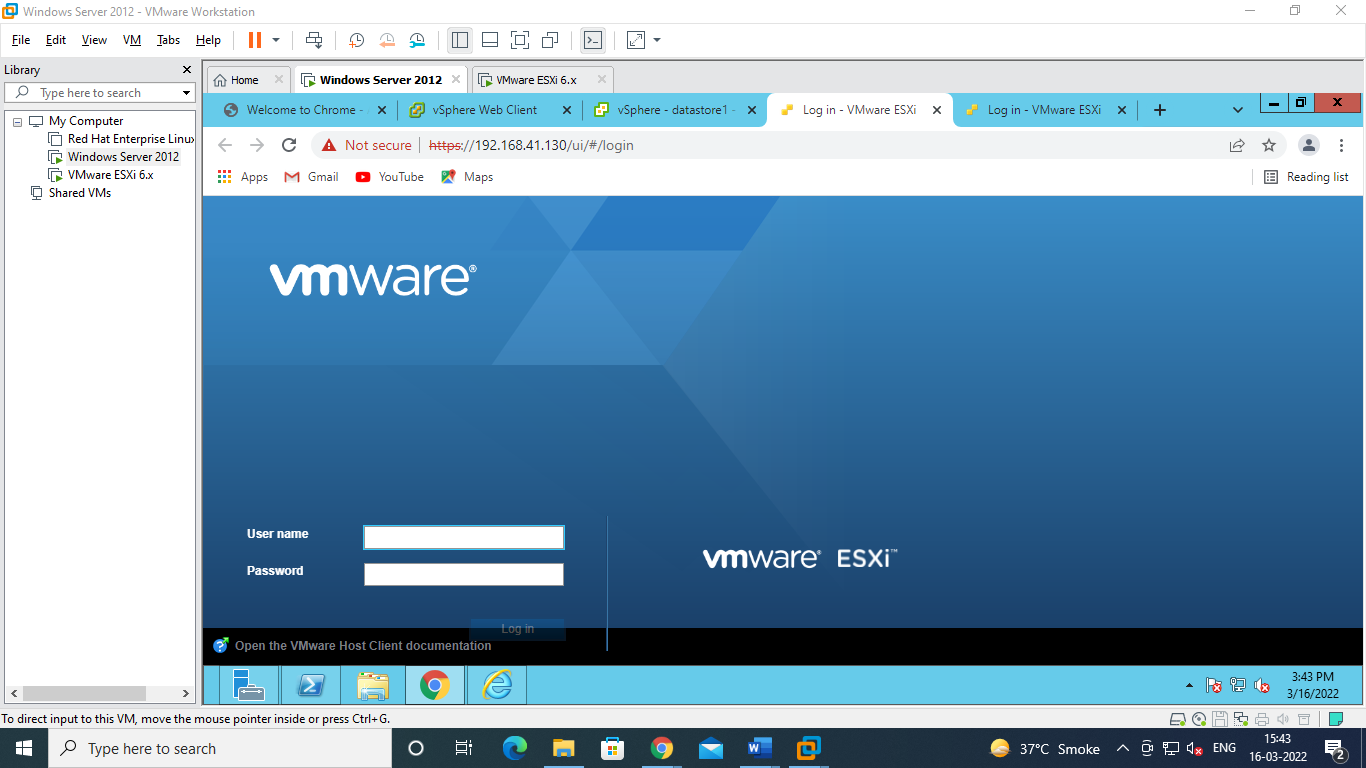 Windows Server 2012 - VMware Workstation
File Edit View VM Tabs Help
Library
Type here to search
My Computer
Red Hat Enterprise Linux
Windows Server 2012
VMware ESXi 6.x
Shared VMs
Home
Windows Server 2012
VMware ESXi 6.x
Welcome to Chrome -
vSphere Web Client
vSphere - datastore1 -
Log in - VMware ESXi
Log in - VMware ESXi
Not secure https://192.168.41.130/ui/#/login
Apps Gmail YouTube Maps Reading list
vmware®
User name
Password
Log in
vmware® ESXi™
Open the VMware Host Client documentation
3:43 PM
3/16/2022
To direct input to this VM, move the mouse pointer inside or press Ctrl+G.
Type here to search
37°C Smoke
ENG
15:43
16-03-2022
2